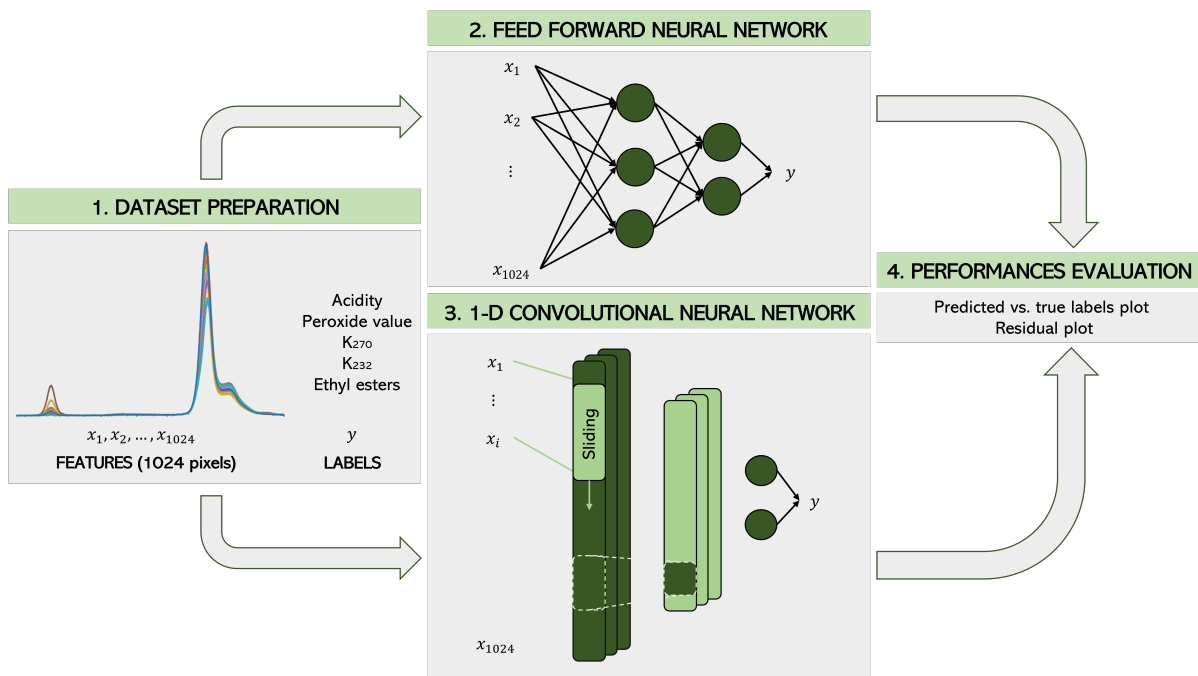 1. DATASET PREPARATION
Acidity
Peroxide value
K₂₇₀
K₂₃₂
Ethyl esters
x₁, x₂, ..., x₁₀₂₄
y
FEATURES (1024 pixels)
LABELS
2. FEED FORWARD NEURAL NETWORK
x₁
x₂
⋮
x₁₀₂₄
y
3. 1-D CONVOLUTIONAL NEURAL NETWORK
x₁
⋮
xᵢ
Sliding
x₁₀₂₄
y
4. PERFORMANCES EVALUATION
Predicted vs. true labels plot
Residual plot